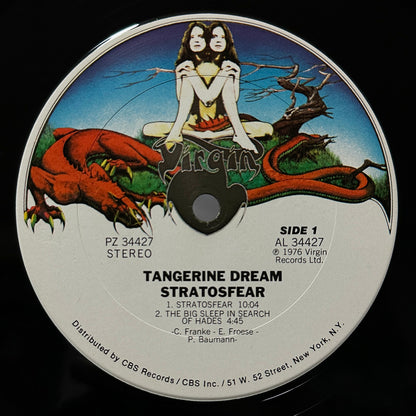 Virgin
PZ 34427
STEREO
SIDE 1
AL 34427
℗ 1976 Virgin
Records Ltd.
TANGERINE DREAM
STRATOSFEAR
1. STRATOSFEAR 10:04
2. THE BIG SLEEP IN SEARCH
OF HADES 4:45
-C. Franke- E. Froese -
P. Baumann-
Distributed by CBS Records / CBS Inc. / 51 W. 52 Street, New York, N.Y.